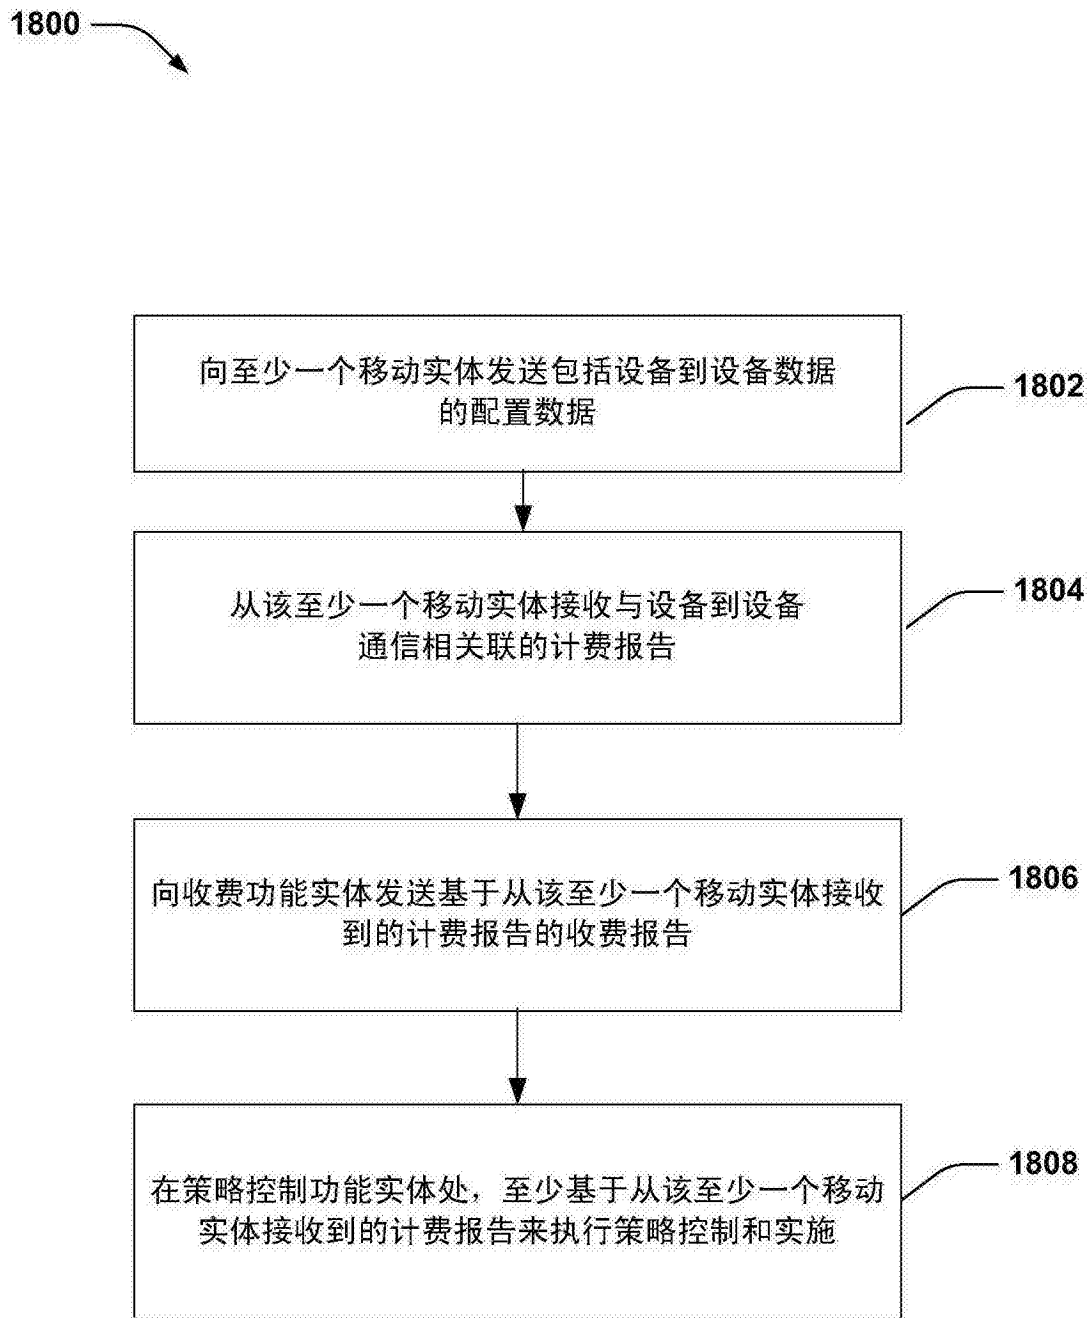 1800
向至少一个移动实体发送包括设备到设备数据
的配置数据
1802
从该至少一个移动实体接收与设备到设备
通信相关联的计费报告
1804
向收费功能实体发送基于从该至少一个移动实体接收
到的计费报告的收费报告
1806
在策略控制功能实体处，至少基于从该至少一个移动
实体接收到的计费报告来执行策略控制和实施
1808